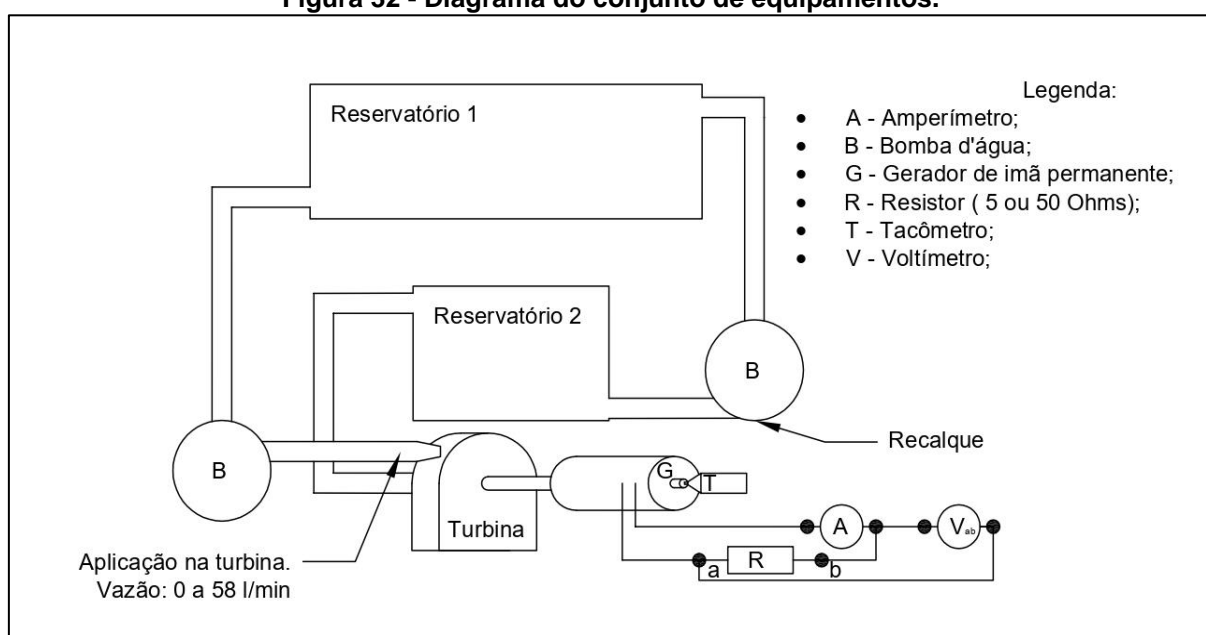 Figura 32 - Diagrama do conjunto de equipamentos.
Reservatório 1
Legenda:
A - Amperímetro;
B - Bomba d'água;
G - Gerador de imã permanente;
R - Resistor ( 5 ou 50 Ohms);
T - Tacômetro;
V - Voltímetro;
Reservatório 2
B
Recalque
B
G
T
Turbina
A
Vab
a
R
b
Aplicação na turbina.
Vazão: 0 a 58 l/min